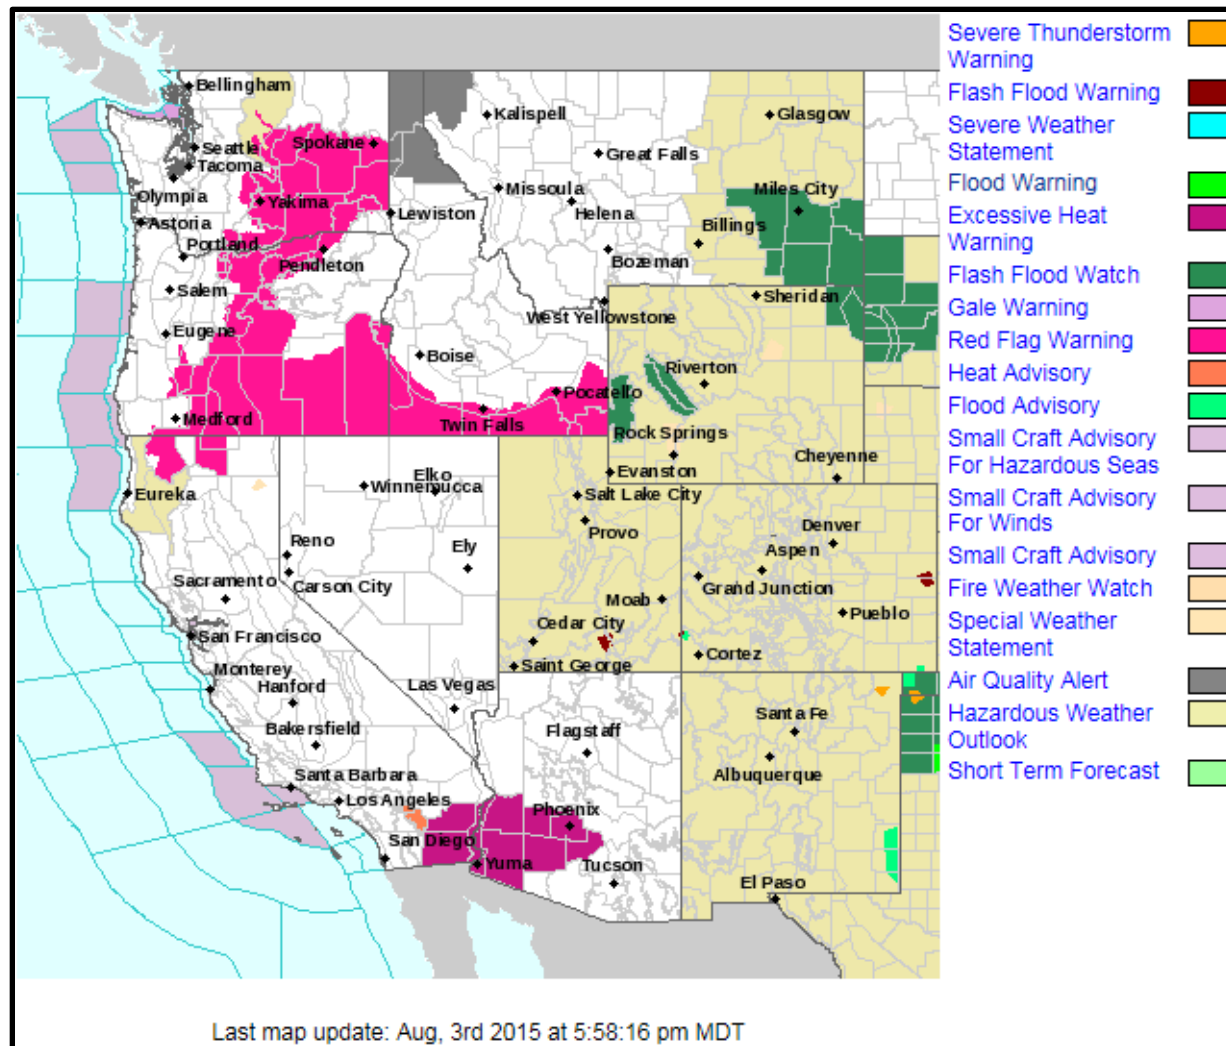 Bellingham
Seattle
Tacoma
Olympia
Astoria
Spokane
Yakima
Portland
Pendleton
Salem
Eugene
Medford
Kalispell
Great Falls
Missoula
Helena
Lewiston
Bozeman
Glasgow
Miles City
Billings
Sheridan
West Yellowstone
Boise
Pocatello
Twin Falls
Riverton
Rock Springs
Evanston
Cheyenne
Eureka
Winnemucca
Elko
Ely
Reno
Carson City
Salt Lake City
Provo
Moab
Cedar City
Saint George
Denver
Aspen
Grand Junction
Pueblo
Cortez
Sacramento
San Francisco
Monterey
Hanford
Bakersfield
Las Vegas
Santa Barbara
Los Angeles
San Diego
Flagstaff
Phoenix
Yuma
Tucson
Santa Fe
Albuquerque
El Paso
Severe Thunderstorm
Warning
Flash Flood Warning
Severe Weather
Statement
Flood Warning
Excessive Heat
Warning
Flash Flood Watch
Gale Warning
Red Flag Warning
Heat Advisory
Flood Advisory
Small Craft Advisory
For Hazardous Seas
Small Craft Advisory
For Winds
Small Craft Advisory
Fire Weather Watch
Special Weather
Statement
Air Quality Alert
Hazardous Weather
Outlook
Short Term Forecast
Last map update: Aug, 3rd 2015 at 5:58:16 pm MDT